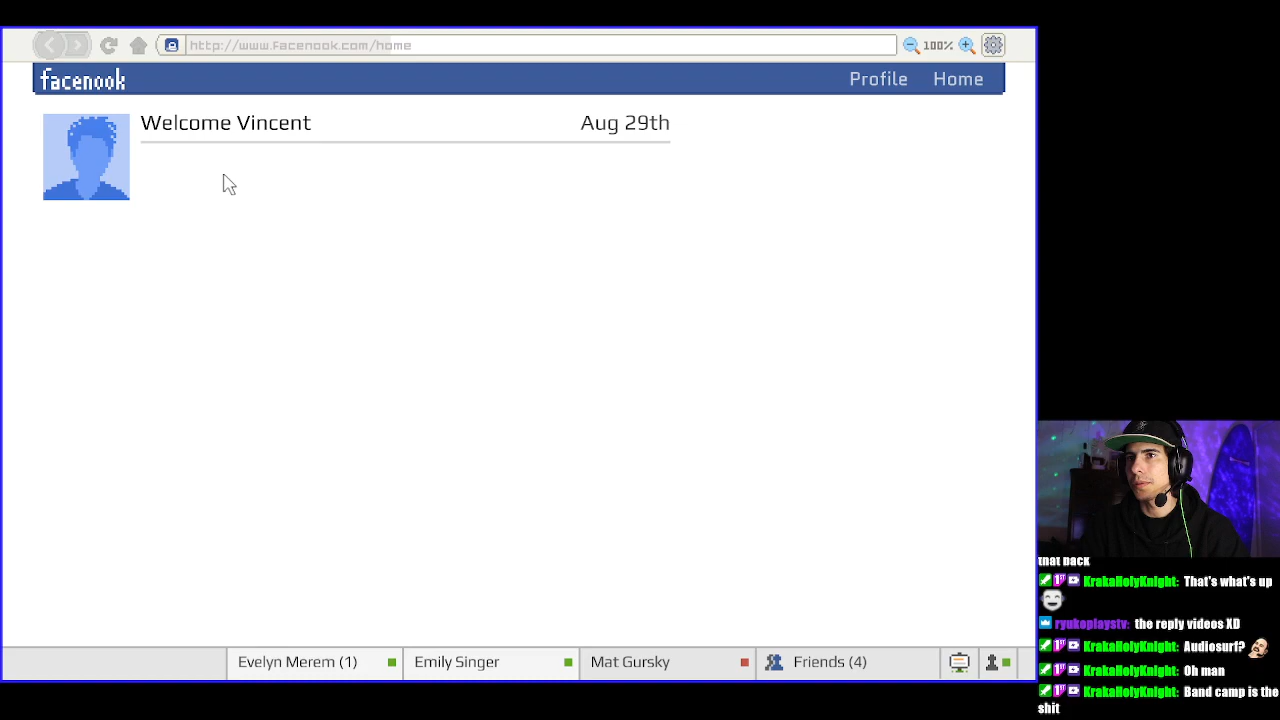 http://www.facenook.com/home
100%
facenook
Profile
Home
Welcome Vincent
Aug 29th
that pack
KrakaHolyKnight: That's what's up
ryukoplaystv: the reply videos XD
KrakaHolyKnight: Audiosurf?
KrakaHolyKnight: Oh man
KrakaHolyKnight: Band camp is the
shit
Evelyn Merem (1)
Emily Singer
Mat Gursky
Friends (4)